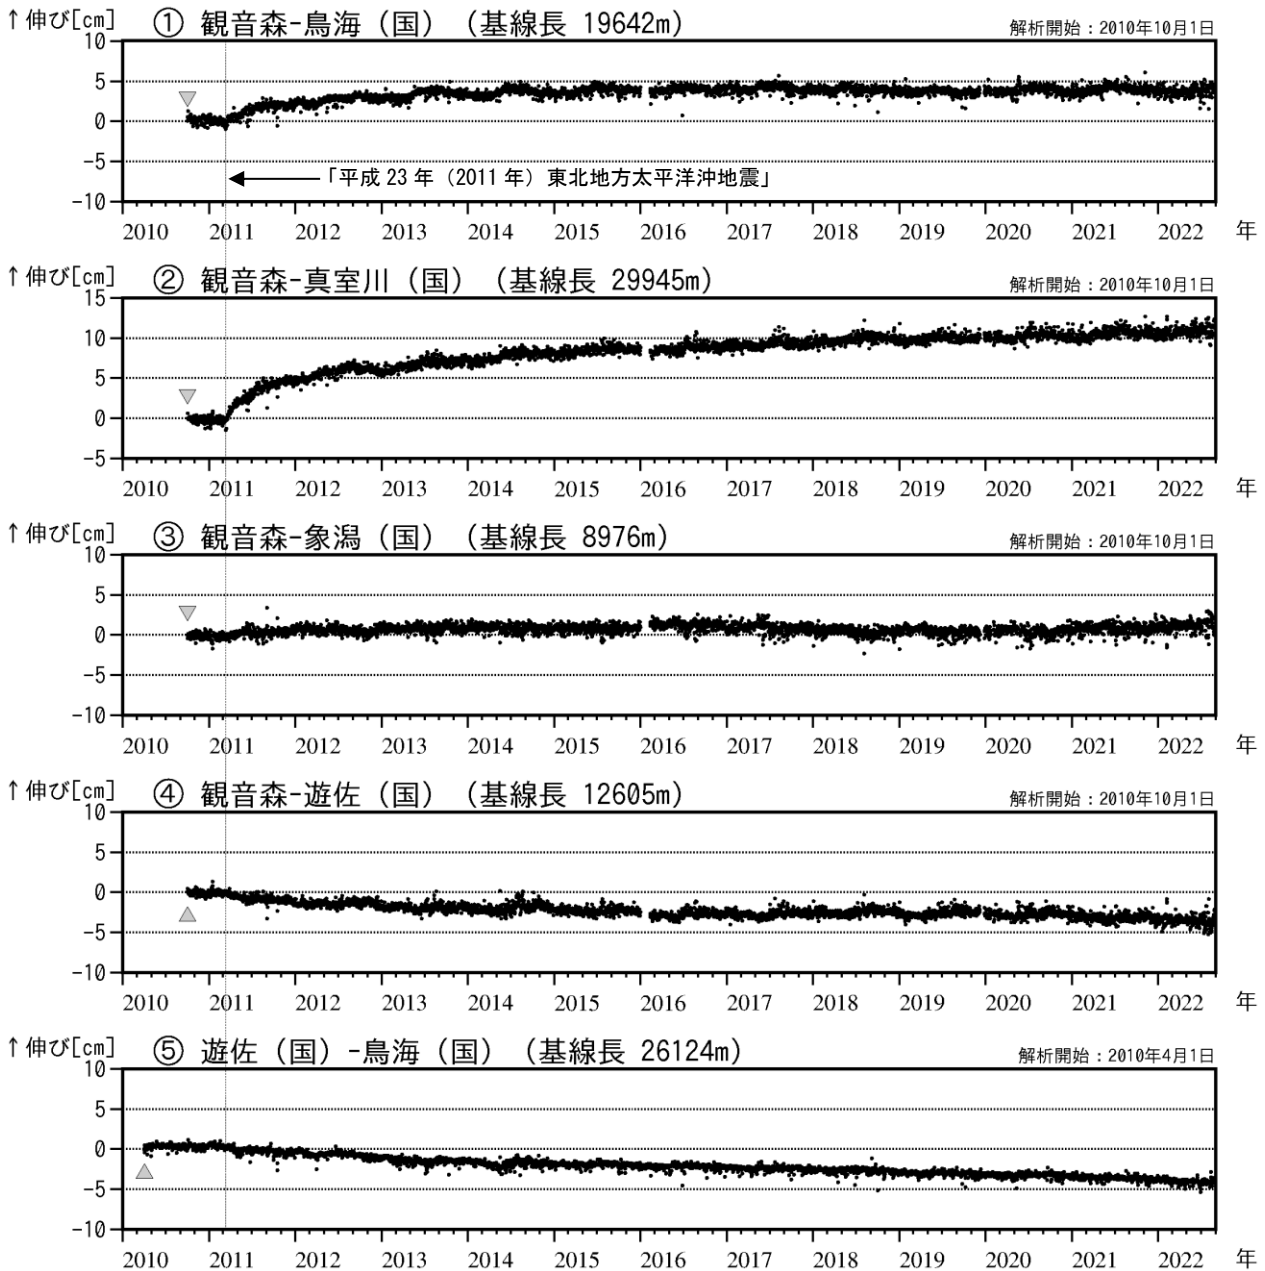 ↑伸び[cm] ① 観音森-鳥海（国）（基線長 19642m） 解析開始：2010年10月1日
10
5
0
-5
「平成 23 年（2011 年）東北地方太平洋沖地震」
-10
2010 2011 2012 2013 2014 2015 2016 2017 2018 2019 2020 2021 2022 年
↑伸び[cm] ② 観音森-真室川（国）（基線長 29945m） 解析開始：2010年10月1日
15
10
5
0
-5
2010 2011 2012 2013 2014 2015 2016 2017 2018 2019 2020 2021 2022 年
↑伸び[cm] ③ 観音森-象潟（国）（基線長 8976m） 解析開始：2010年10月1日
10
5
0
-5
-10
2010 2011 2012 2013 2014 2015 2016 2017 2018 2019 2020 2021 2022 年
↑伸び[cm] ④ 観音森-遊佐（国）（基線長 12605m） 解析開始：2010年10月1日
10
5
0
-5
-10
2010 2011 2012 2013 2014 2015 2016 2017 2018 2019 2020 2021 2022 年
↑伸び[cm] ⑤ 遊佐（国）-鳥海（国）（基線長 26124m） 解析開始：2010年4月1日
10
5
0
-5
-10
2010 2011 2012 2013 2014 2015 2016 2017 2018 2019 2020 2021 2022 年